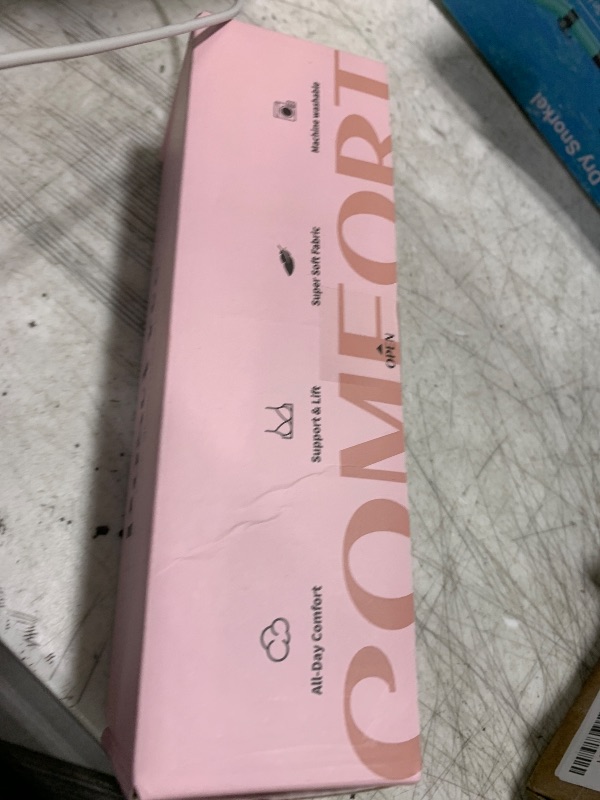 COMFORT
All-Day Comfort
Support & Lift
Super Soft Fabric
Machine washable
OPEN
Dry Snorkel